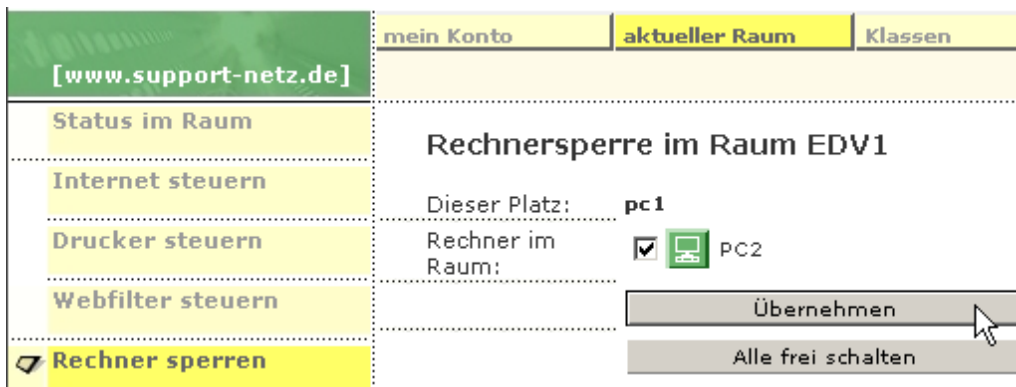 mein Konto
aktueller Raum
Klassen
[www.support-netz.de]
Status im Raum
Internet steuern
Drucker steuern
Webfilter steuern
Rechner sperren
Rechnersperre im Raum EDV1
Dieser Platz: pc1
Rechner im
Raum:
PC2
Übernehmen
Alle frei schalten